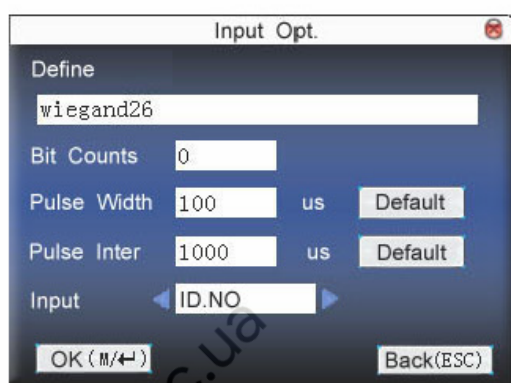 Input Opt.
Define
wiegand26
Bit Counts 0
Pulse Width 100 us Default
Pulse Inter 1000 us Default
Input ID.NO
OK(M/↵) Back(ESC)